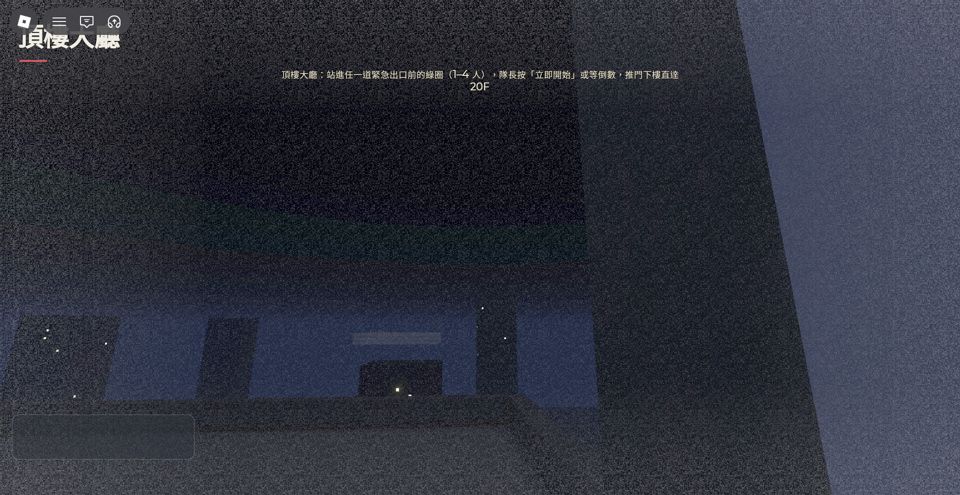 頂樓大廳
頂樓大廳：站進任一道緊急出口前的綠圈（1–4 人），隊長按「立即開始」或等倒數，推門下樓直達
20F